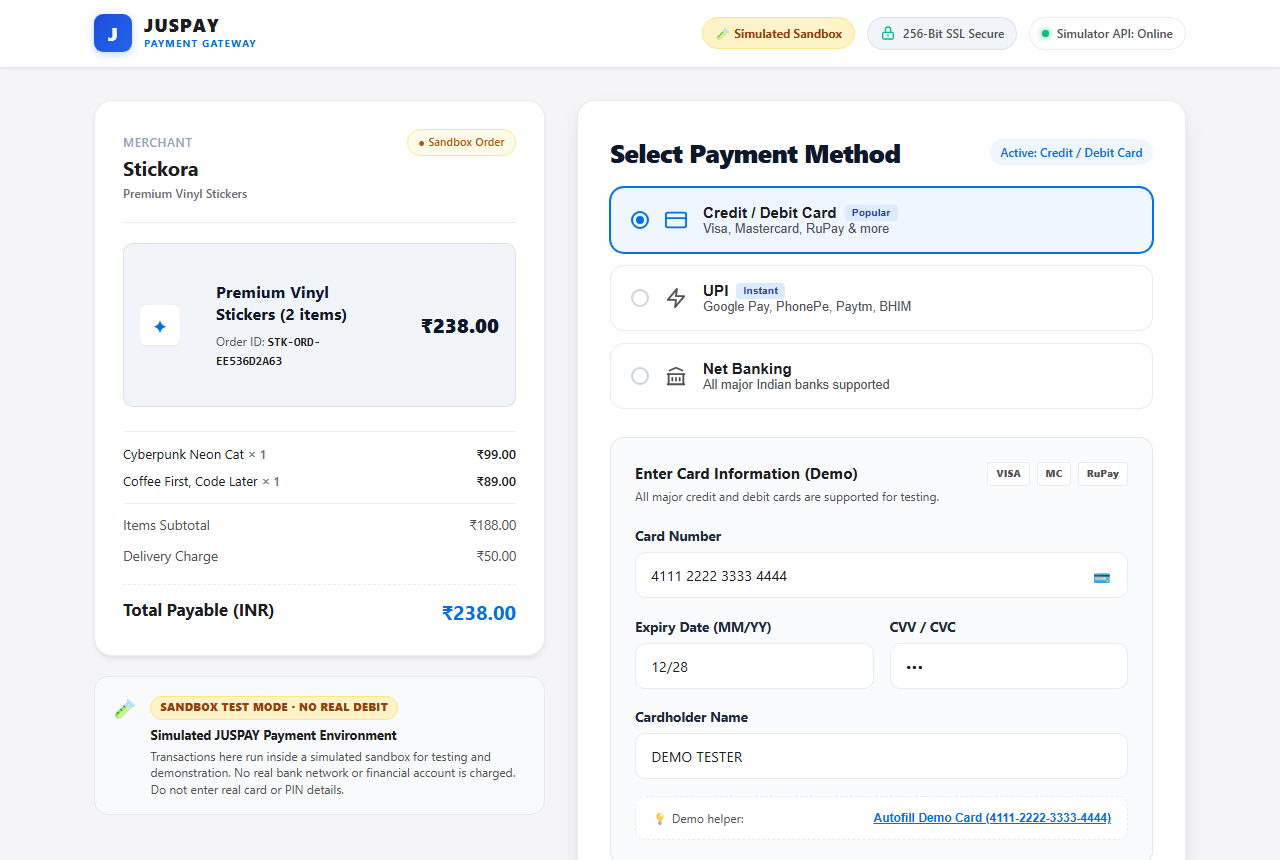 J
JUSPAY
PAYMENT GATEWAY
Simulated Sandbox
256-Bit SSL Secure
Simulator API: Online
MERCHANT
Stickora
Premium Vinyl Stickers
● Sandbox Order
Premium Vinyl
Stickers (2 items)
Order ID: STK-ORD-
EE536D2A63
₹238.00
Cyberpunk Neon Cat × 1 ₹99.00
Coffee First, Code Later × 1 ₹89.00
Items Subtotal ₹188.00
Delivery Charge ₹50.00
Total Payable (INR) ₹238.00
SANDBOX TEST MODE · NO REAL DEBIT
Simulated JUSPAY Payment Environment
Transactions here run inside a simulated sandbox for testing and
demonstration. No real bank network or financial account is charged.
Do not enter real card or PIN details.
Select Payment Method
Active: Credit / Debit Card
Credit / Debit Card Popular
Visa, Mastercard, RuPay & more
UPI Instant
Google Pay, PhonePe, Paytm, BHIM
Net Banking
All major Indian banks supported
Enter Card Information (Demo)
All major credit and debit cards are supported for testing.
VISA MC RuPay
Card Number
4111 2222 3333 4444
Expiry Date (MM/YY) CVV / CVC
12/28 •••
Cardholder Name
DEMO TESTER
Demo helper: Autofill Demo Card (4111-2222-3333-4444)